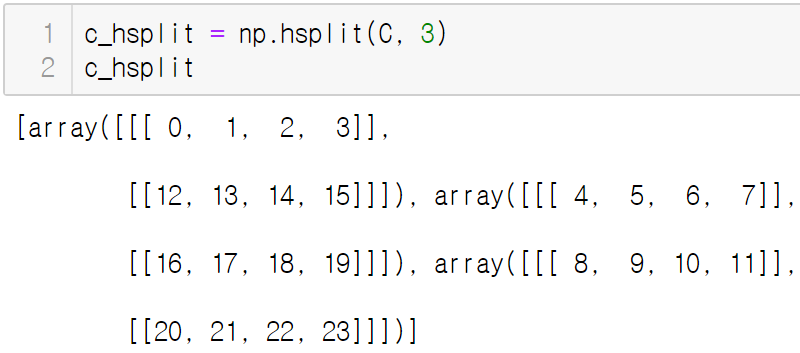 1 c_hsplit = np.hsplit(C, 3)
2 c_hsplit
[array([[[ 0,  1,  2,  3]],
[[12, 13, 14, 15]]]), array([[[ 4,  5,  6,  7]],
[[16, 17, 18, 19]]]), array([[[ 8,  9, 10, 11]],
[[20, 21, 22, 23]]])]